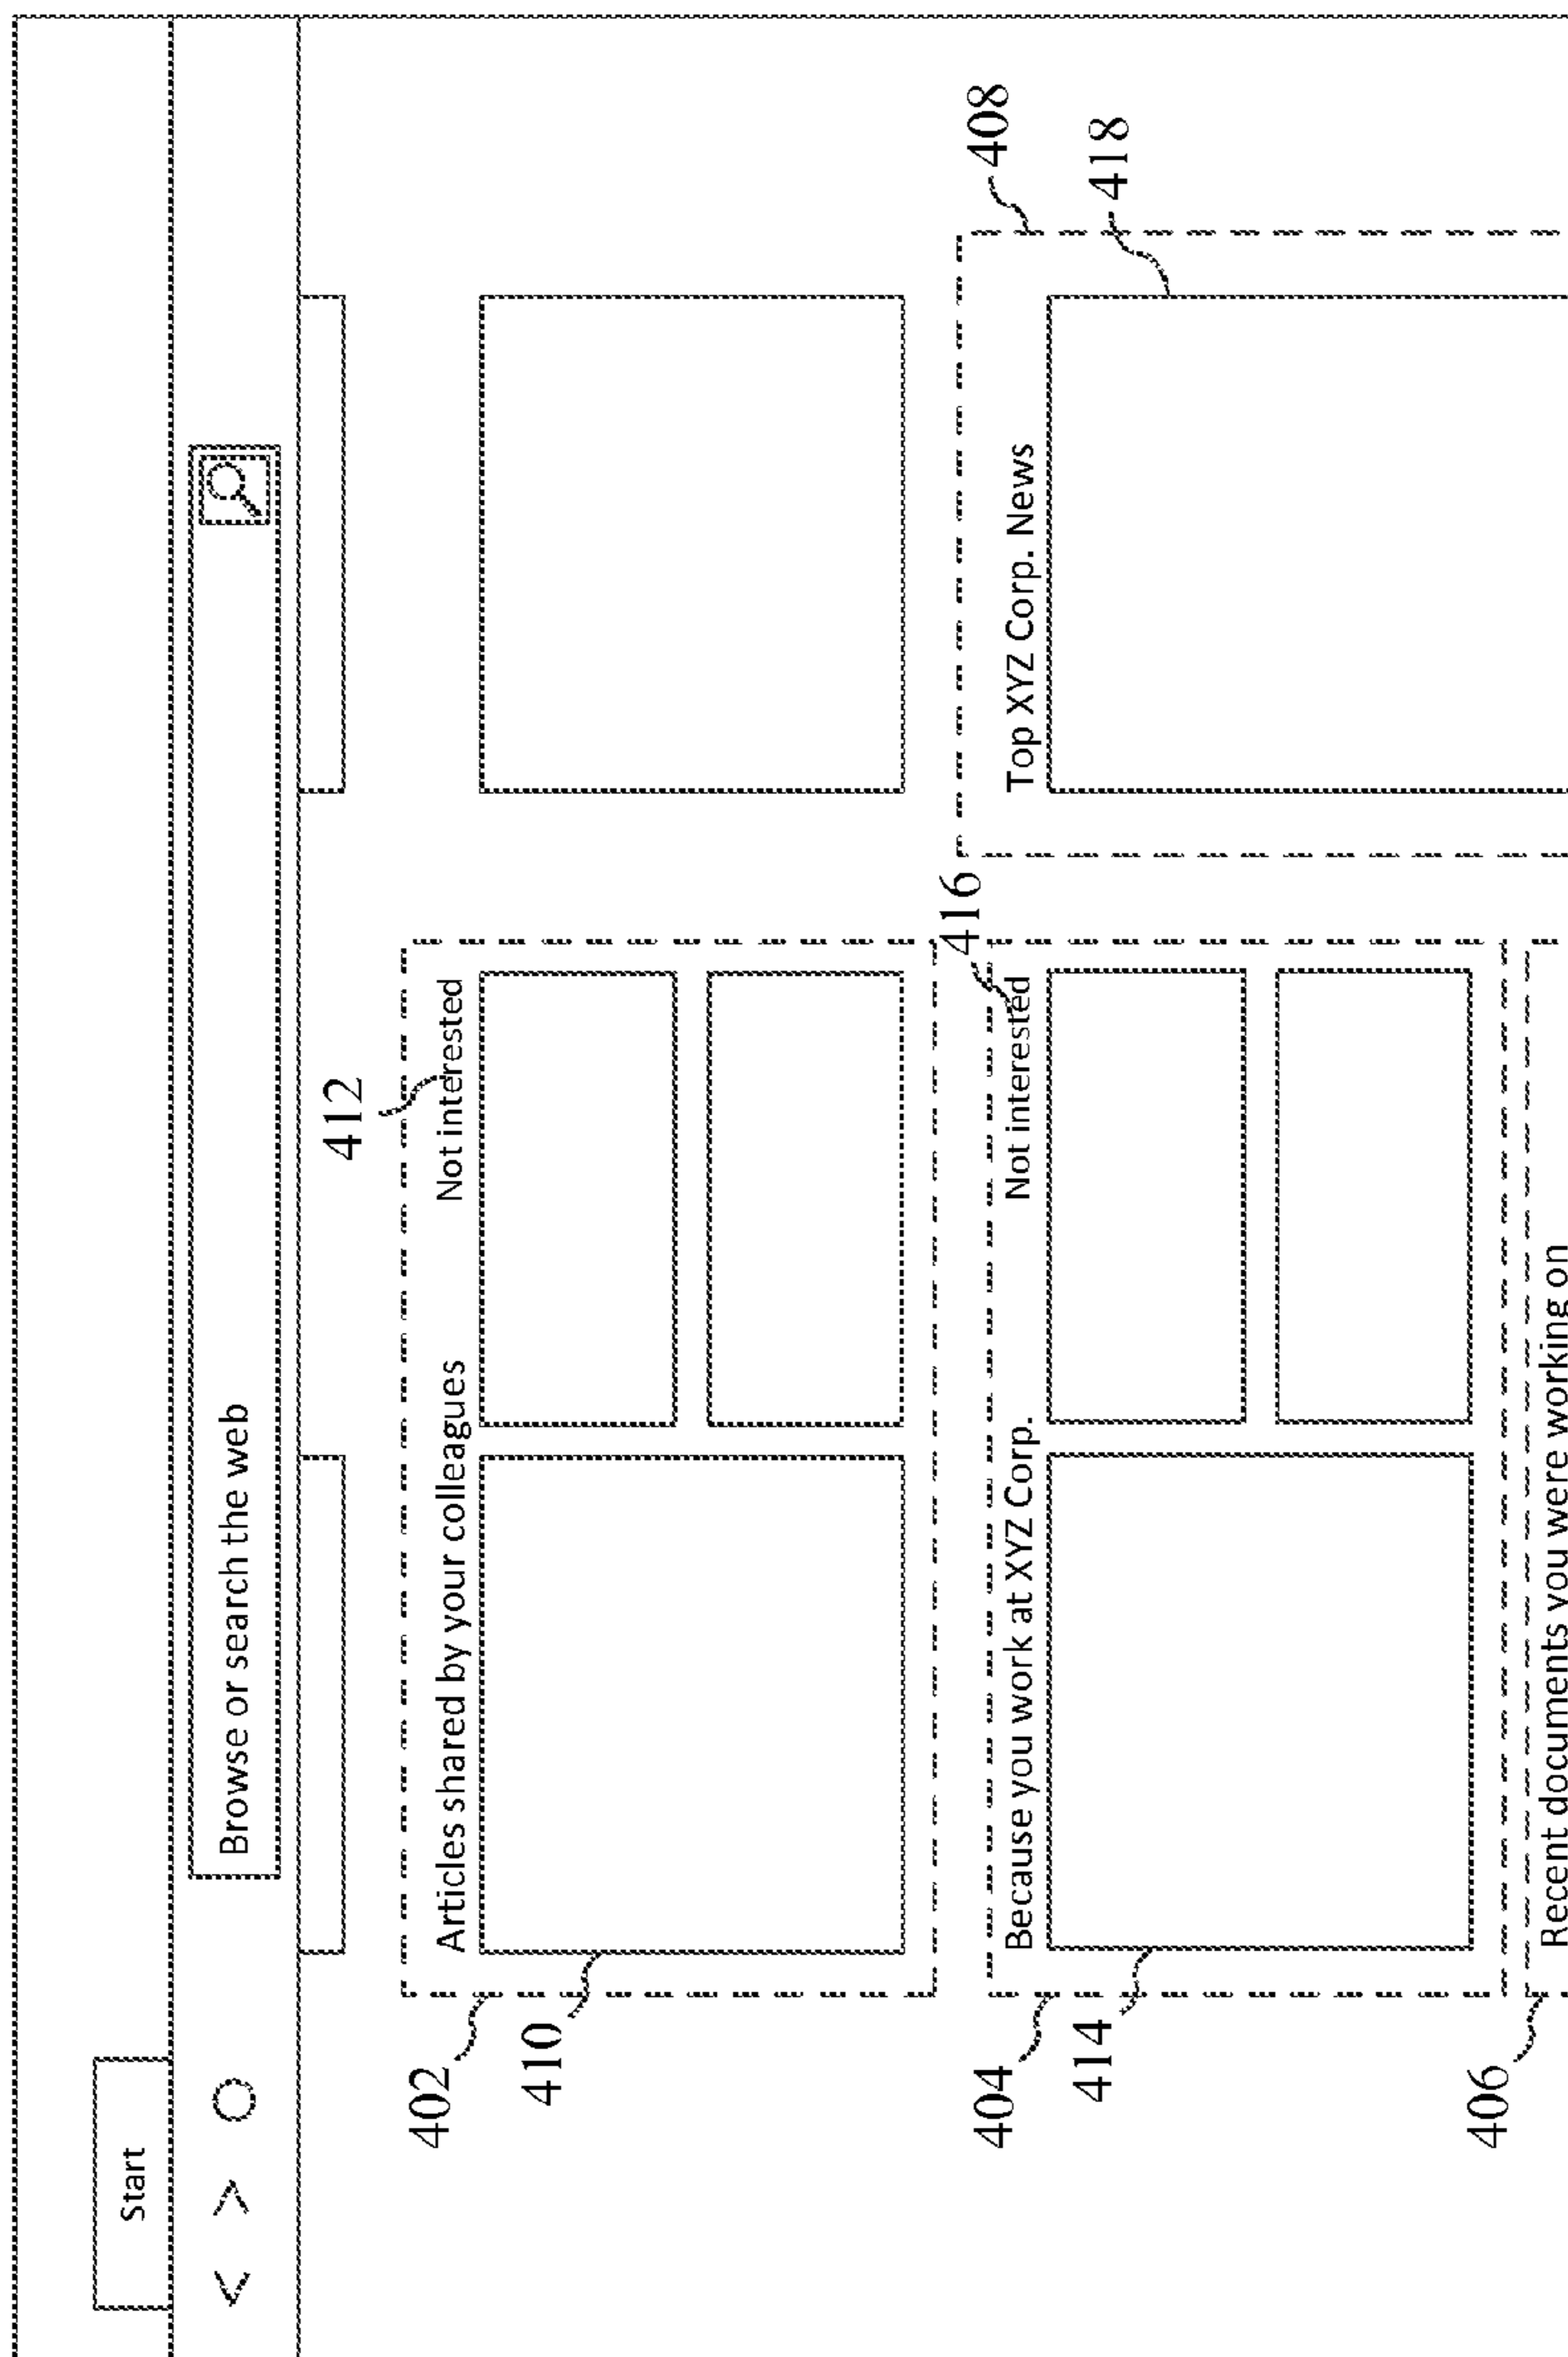 Start
< >
Browse or search the web
412
Articles shared by your colleagues
Not interested
402
410
408
416
418
Because you work at XYZ Corp.
Not interested
Top XYZ Corp. News
404
414
406
Recent documents you were working on